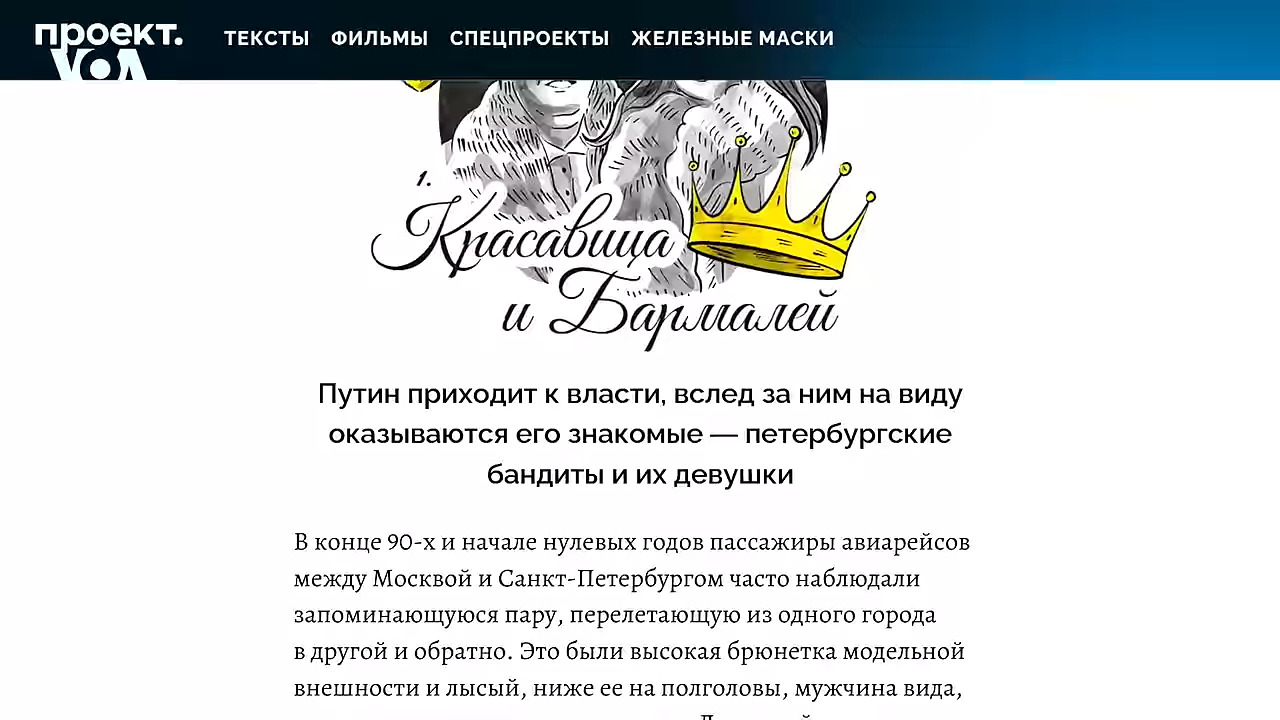 проект.
VOA
ТЕКСТЫ ФИЛЬМЫ СПЕЦПРОЕКТЫ ЖЕЛЕЗНЫЕ МАСКИ
1.
Красавица
и Бармалей
Путин приходит к власти, вслед за ним на виду
оказываются его знакомые — петербургские
бандиты и их девушки
В конце 90-х и начале нулевых годов пассажиры авиарейсов
между Москвой и Санкт-Петербургом часто наблюдали
запоминающуюся пару, перелетающую из одного города
в другой и обратно. Это были высокая брюнетка модельной
внешности и лысый, ниже ее на полголовы, мужчина вида,